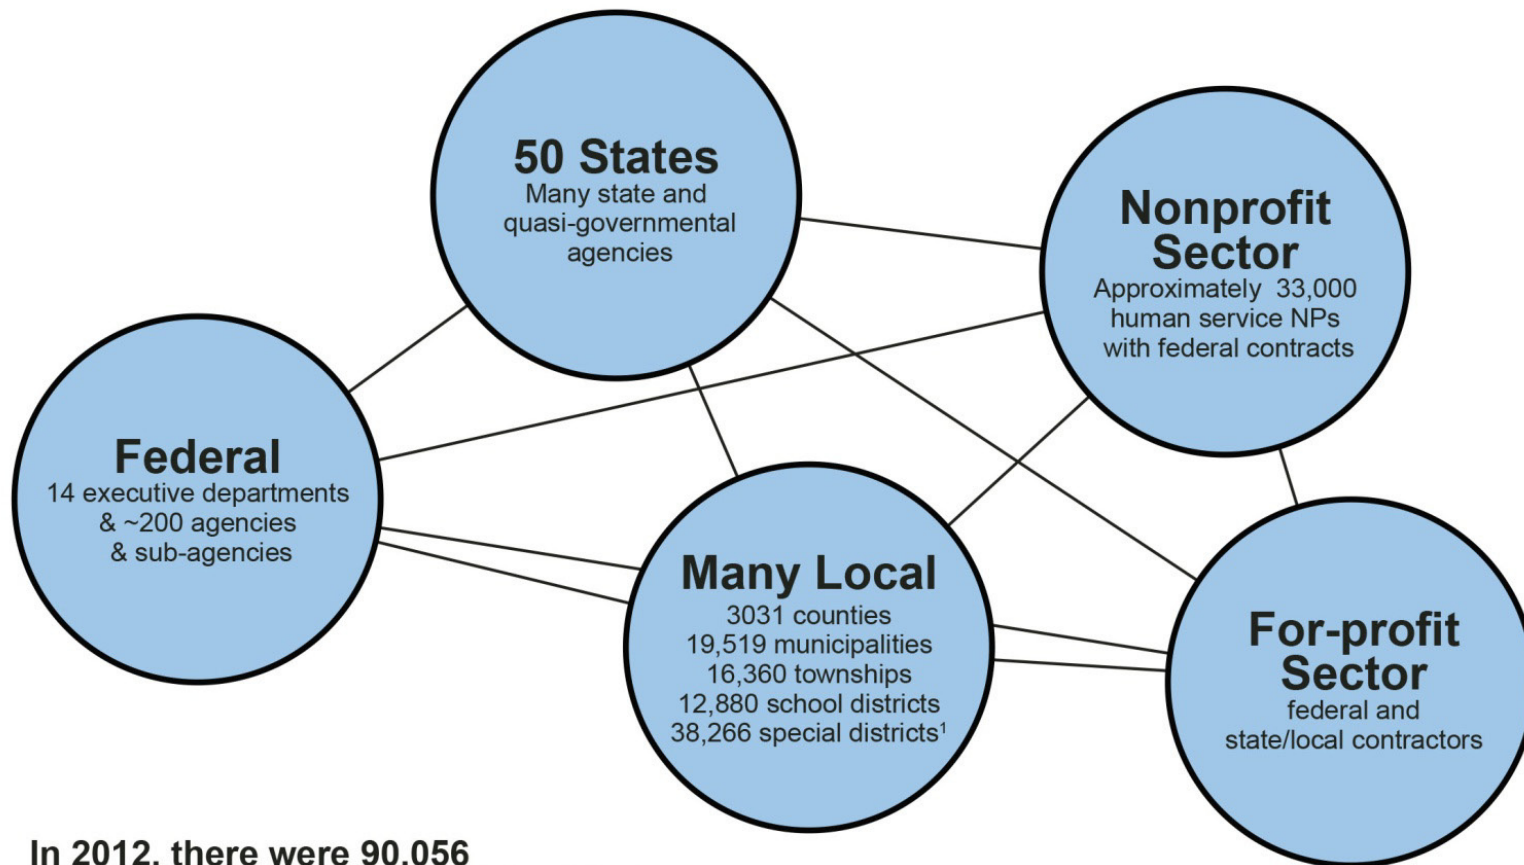 50 States
Many state and
quasi-governmental
agencies
Nonprofit
Sector
Approximately 33,000
human service NPs
with federal contracts
Federal
14 executive departments
& ~200 agencies
& sub-agencies
Many Local
3031 counties
19,519 municipalities
16,360 townships
12,880 school districts
38,266 special districts¹
For-profit
Sector
federal and
state/local contractors
In 2012, there were 90,056